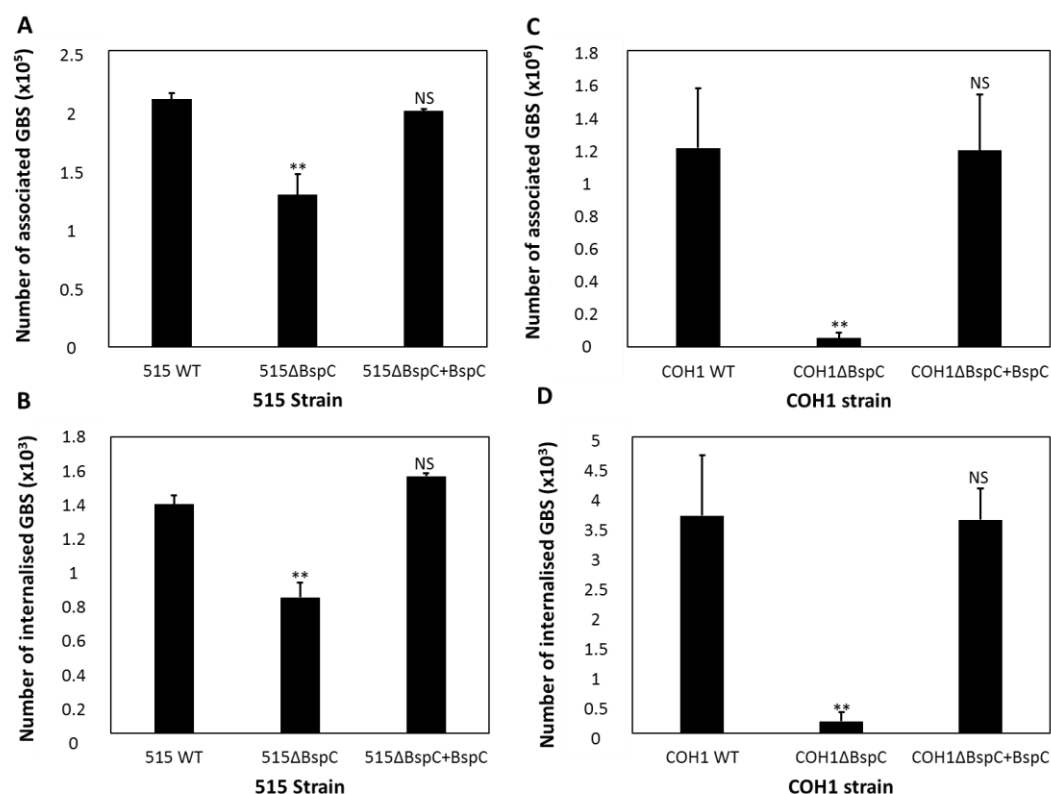 A
Number of associated GBS (x10⁵)
2.5
2
1.5
1
0.5
0
**
NS
515 WT
515ΔBspC
515ΔBspC+BspC
515 Strain
B
Number of internalised GBS (x10³)
1.8
1.6
1.4
1.2
1
0.8
0.6
0.4
0.2
0
**
NS
515 WT
515ΔBspC
515ΔBspC+BspC
515 Strain
C
Number of associated GBS (x10⁶)
1.8
1.6
1.4
1.2
1
0.8
0.6
0.4
0.2
0
**
NS
COH1 WT
COH1ΔBspC
COH1ΔBspC+BspC
COH1 strain
D
Number of internalised GBS (x10³)
5
4.5
4
3.5
3
2.5
2
1.5
1
0.5
0
**
NS
COH1 WT
COH1ΔBspC
COH1ΔBspC+BspC
COH1 strain